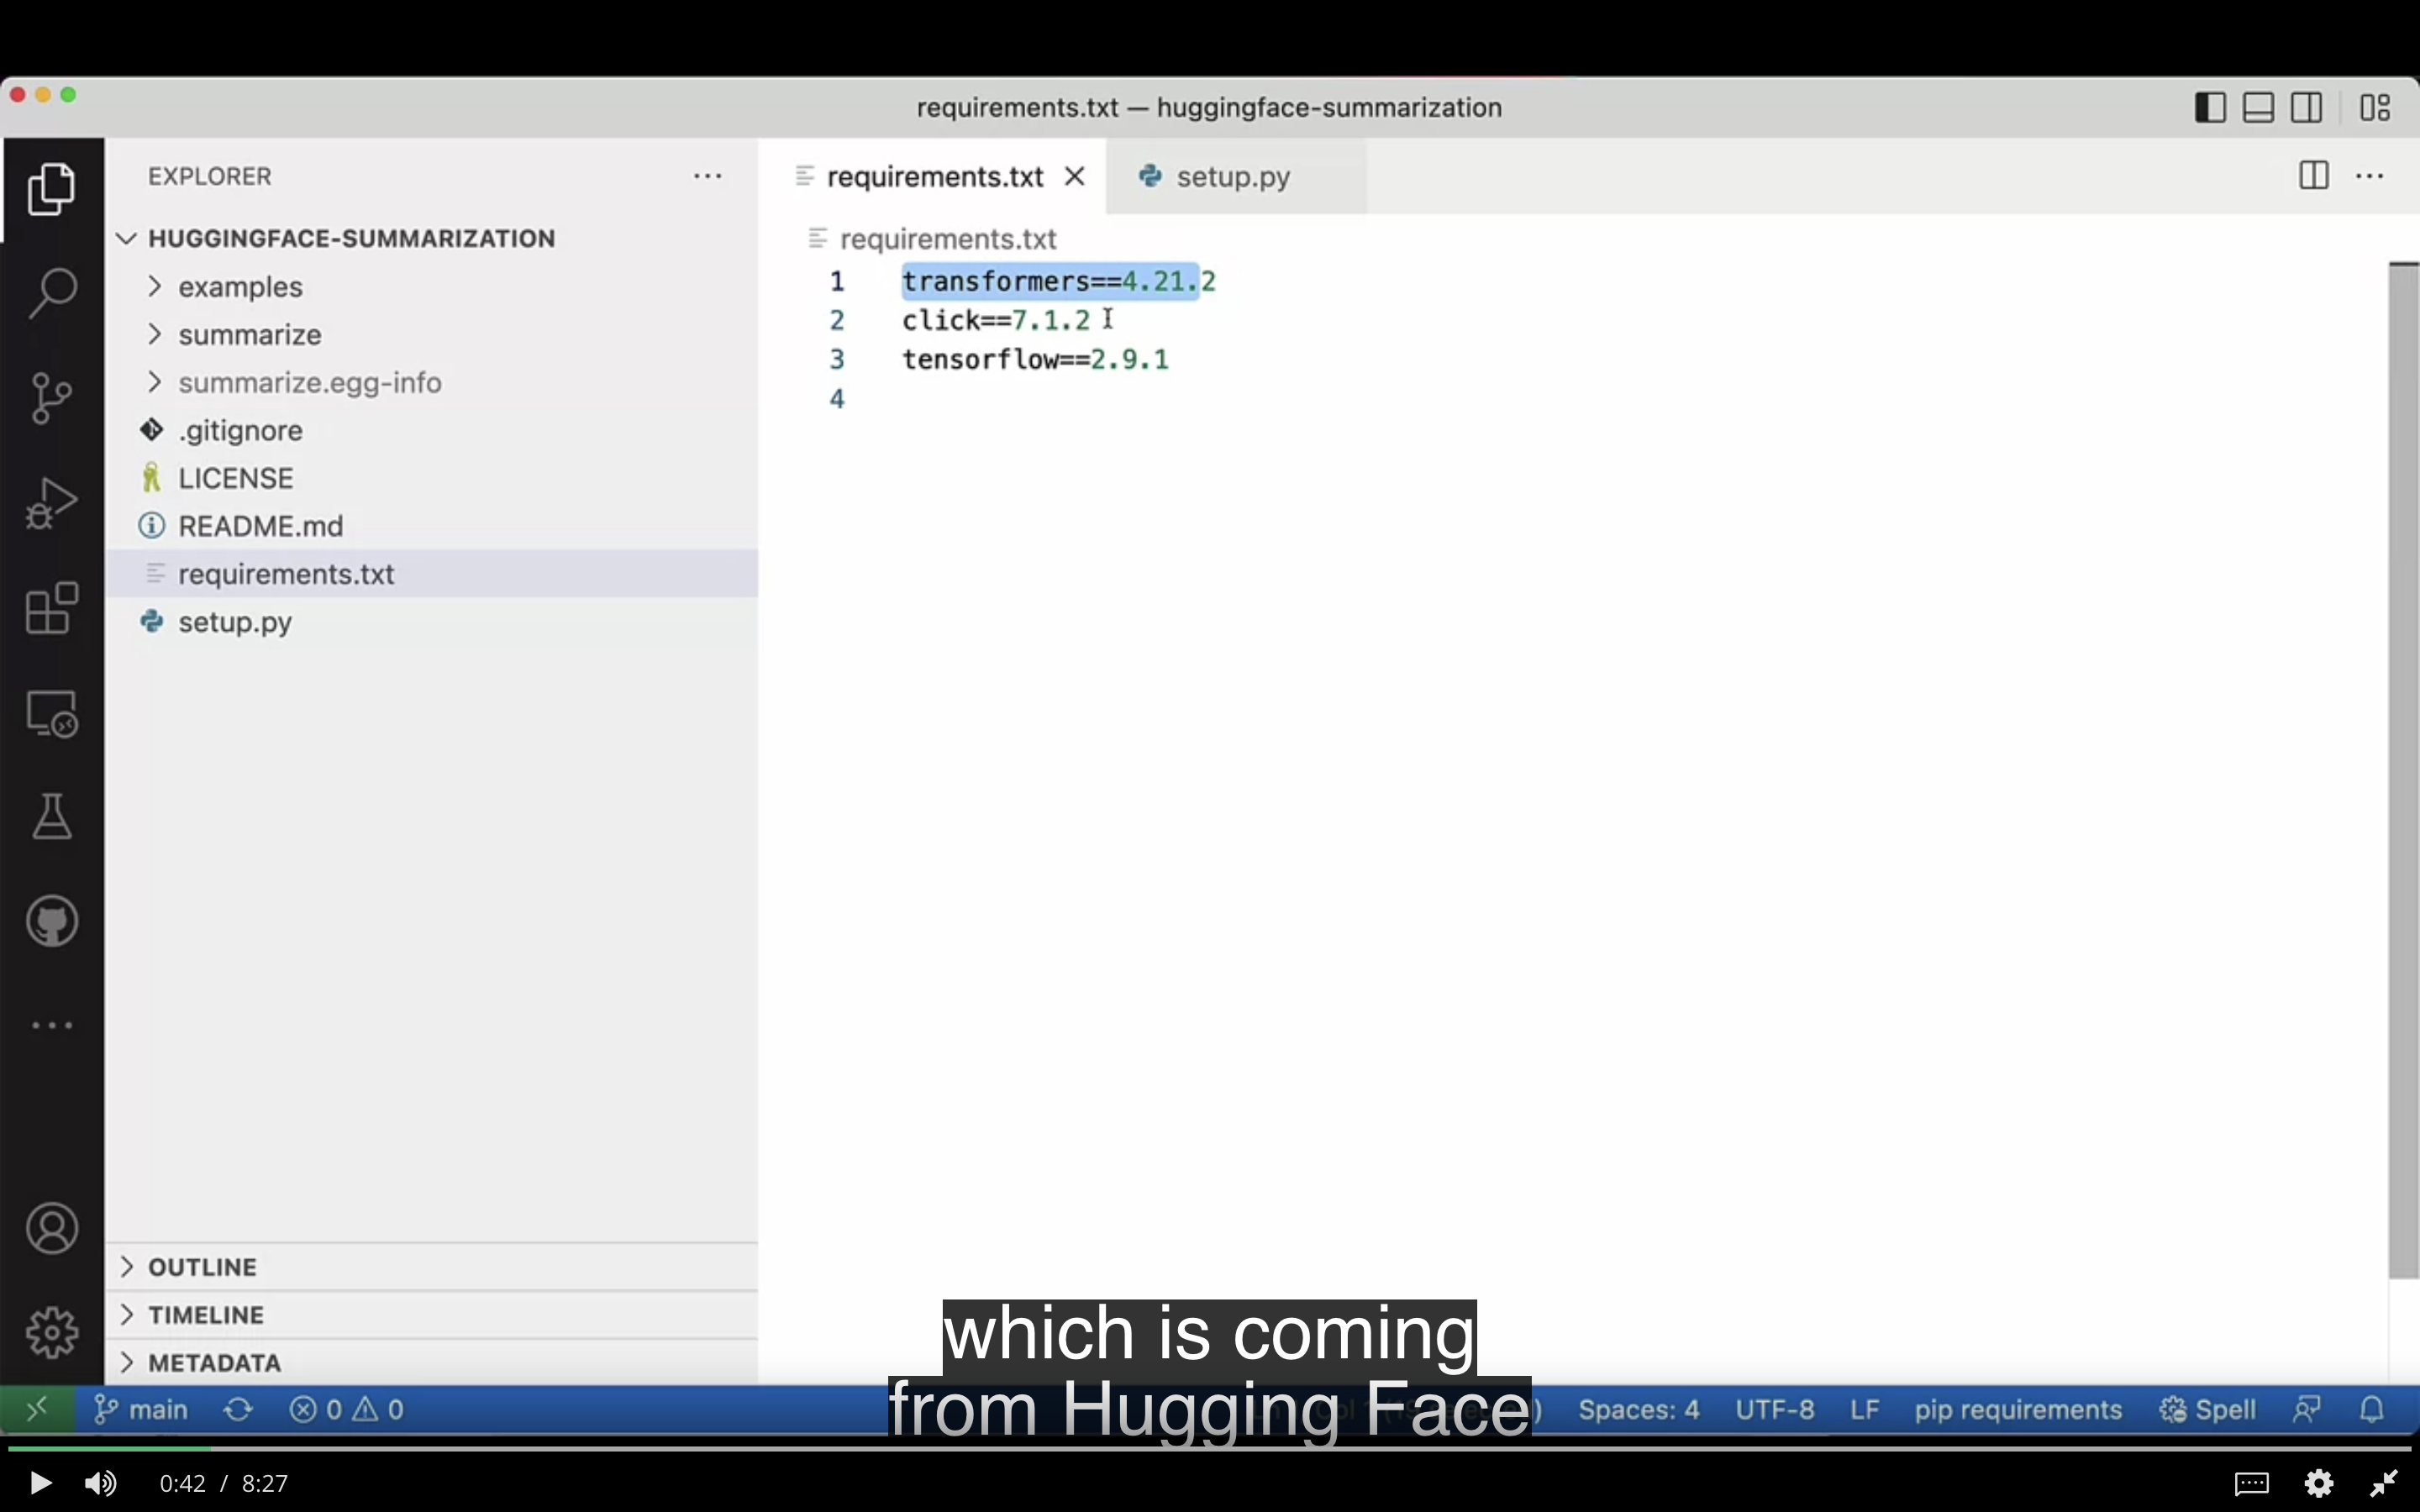 requirements.txt — huggingface-summarization
EXPLORER
HUGGINGFACE-SUMMARIZATION
examples
summarize
summarize.egg-info
.gitignore
LICENSE
README.md
requirements.txt
setup.py
OUTLINE
TIMELINE
METADATA
requirements.txt
setup.py
requirements.txt
1 transformers==4.21.2
2 click==7.1.2
3 tensorflow==2.9.1
4
which is coming
from Hugging Face
main 0 0
Spaces: 4 UTF-8 LF pip requirements Spell
0:42 / 8:27